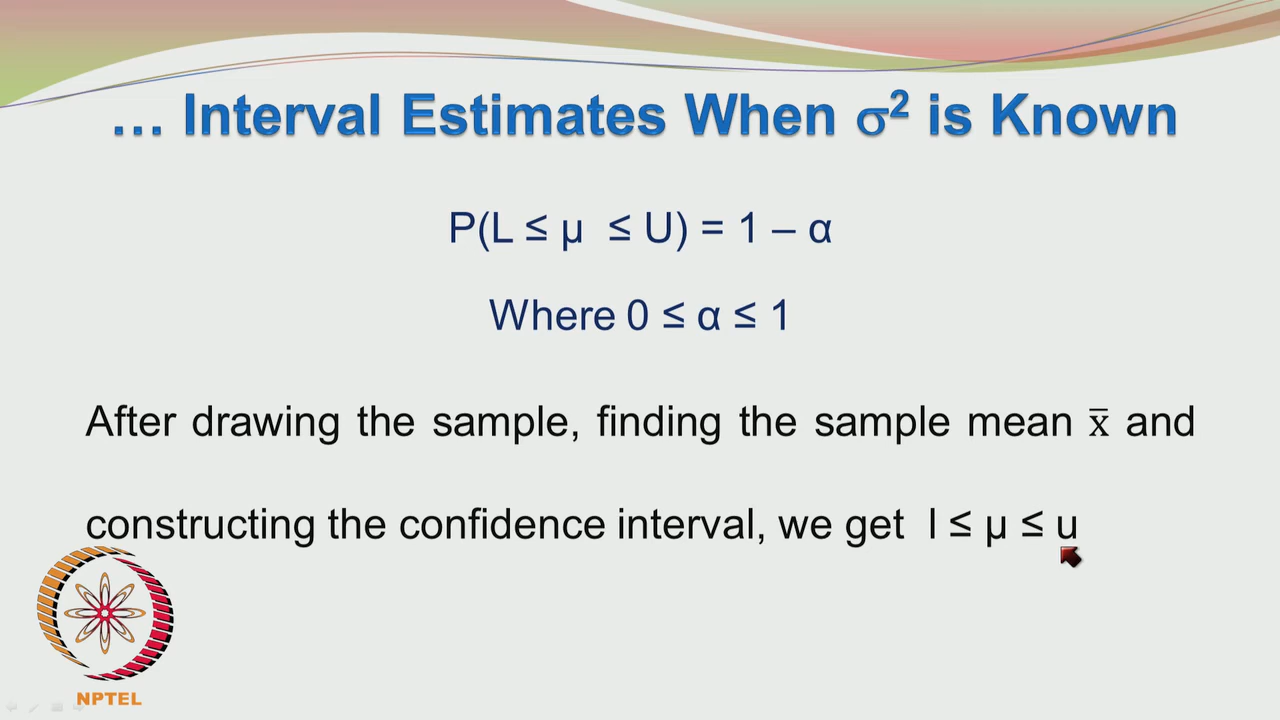 ... Interval Estimates When σ² is Known
P(L ≤ μ ≤ U) = 1 – α
Where 0 ≤ α ≤ 1
After drawing the sample, finding the sample mean x̅ and
constructing the confidence interval, we get l ≤ μ ≤ u
NPTEL